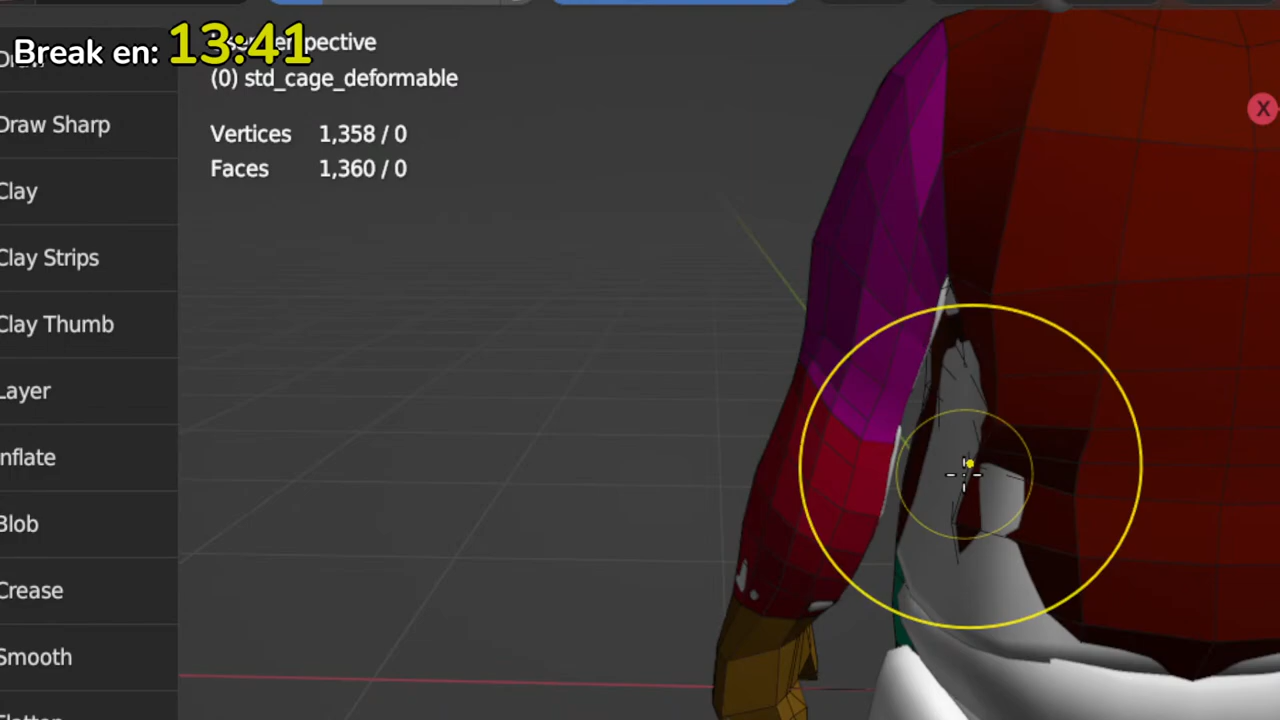 Break en: 13:41
perspective
(0) std_cage_deformable
Vertices 1,358 / 0
Faces 1,360 / 0
X
Draw Sharp
Clay
Clay Strips
Clay Thumb
Layer
nflate
Blob
Crease
Smooth